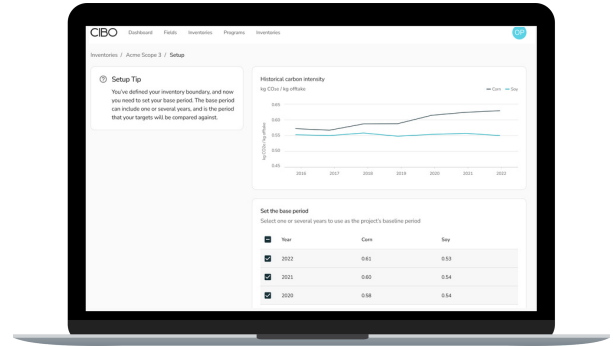 CIBO Dashboard Fields Inventories Programs Inventories OP
Inventories / Acme Scope 3 / Setup
Setup Tip
You've defined your inventory boundary, and now
you need to set your base period. The base period
can include one or several years, and is the period
that your targets will be compared against.
Historical carbon intensity
kg CO2e / kg offtake
Corn Soy
kg CO2e / kg offtake
0.65
0.60
0.55
0.50
0.45
2016 2017 2018 2019 2020 2021 2022
Set the base period
Select one or several years to use as the project's baseline period
Year Corn Soy
2022 0.61 0.53
2021 0.60 0.54
2020 0.58 0.54